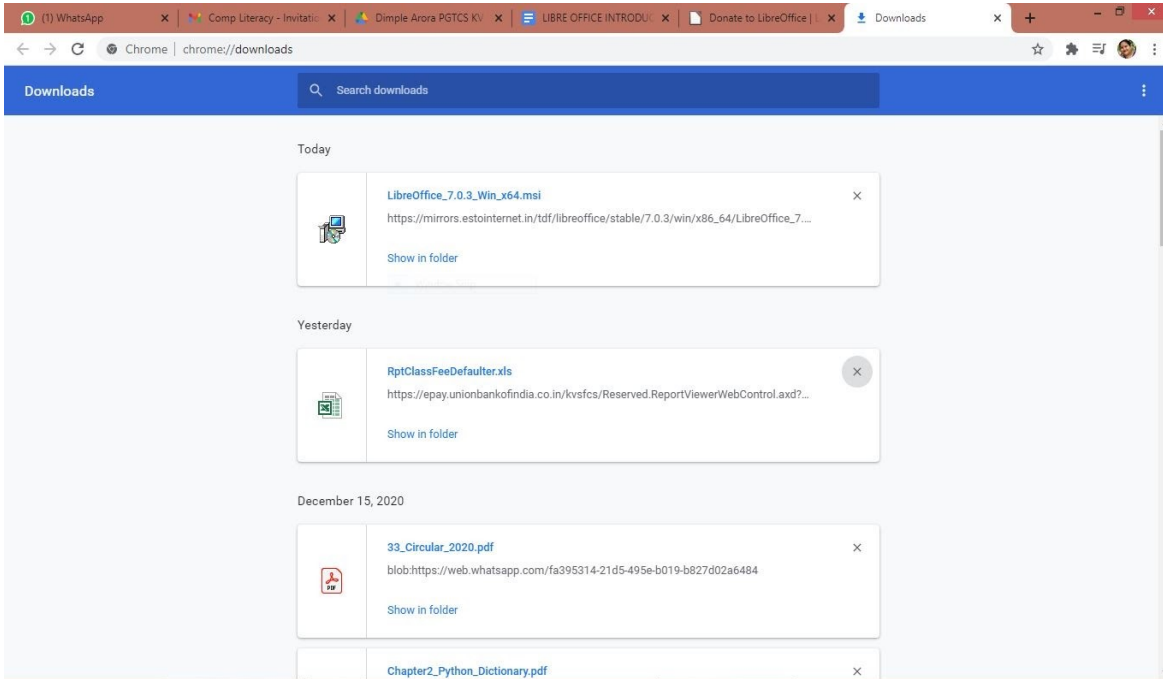 (1) WhatsApp
Comp Literacy - Invitatio
Dimple Arora PGTCS KV
LIBRE OFFICE INTRODUC
Donate to LibreOffice | L
Downloads
Chrome | chrome://downloads
Downloads
Search downloads
Today
LibreOffice_7.0.3_Win_x64.msi
https://mirrors.estointernet.in/tdf/libreoffice/stable/7.0.3/win/x86_64/LibreOffice_7....
Show in folder
Yesterday
RptClassFeeDefaulter.xls
https://epay.unionbankofindia.co.in/kvsfcs/Reserved.ReportViewerWebControl.axd?...
Show in folder
December 15, 2020
33_Circular_2020.pdf
blob:https://web.whatsapp.com/fa395314-21d5-495e-b019-b827d02a6484
PDF
Show in folder
Chapter2_Python_Dictionary.pdf